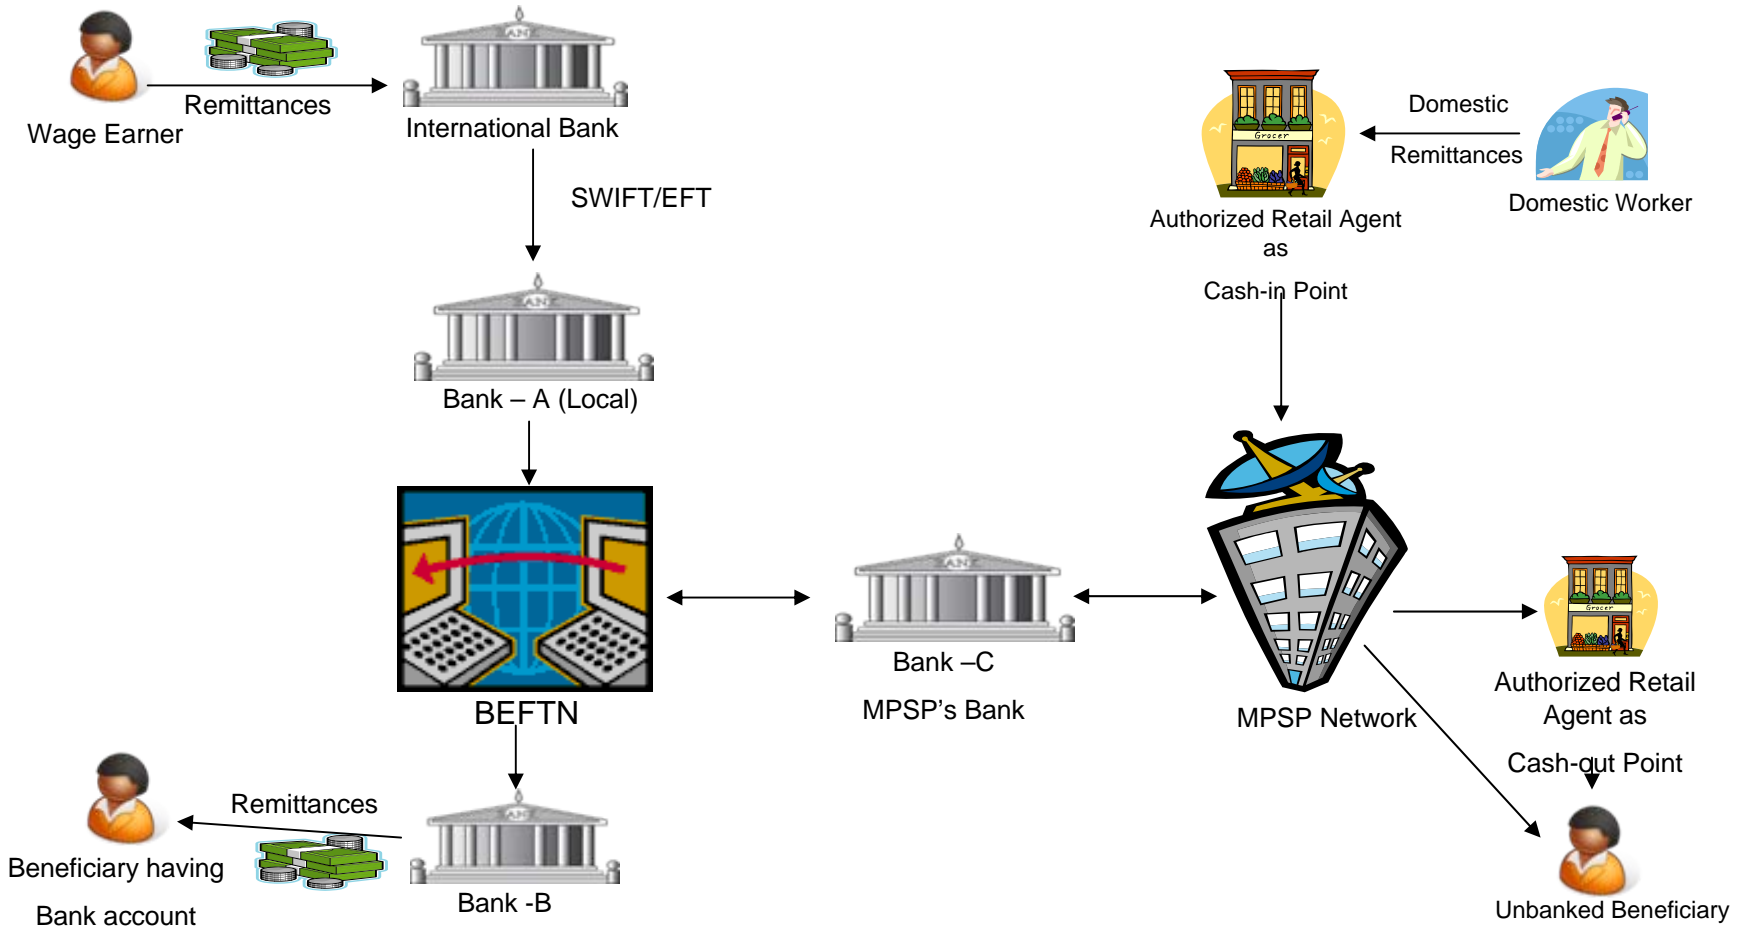 Remittances
Wage Earner
International Bank
SWIFT/EFT
Bank – A (Local)
BEFTN
Remittances
Beneficiary having
Bank account
Bank -B
Bank –C
MPSP’s Bank
Grocer
Domestic
Remittances
Domestic Worker
Authorized Retail Agent
as
Cash-in Point
MPSP Network
Grocer
Authorized Retail
Agent as
Cash-out Point
Unbanked Beneficiary